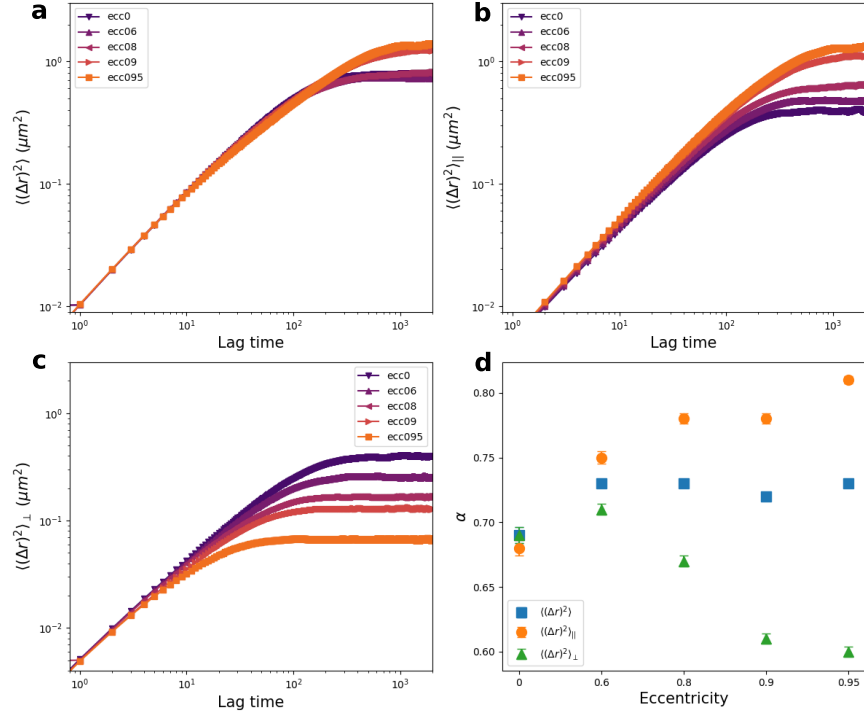 a
ecc0
ecc06
ecc08
ecc09
ecc095
⟨(Δr)²⟩ (μm²)
10⁰
10⁻¹
10⁻²
10⁰ 10¹ 10² 10³
Lag time
b
ecc0
ecc06
ecc08
ecc09
ecc095
⟨(Δr)²⟩|| (μm²)
10⁰
10⁻¹
10⁻²
10⁰ 10¹ 10² 10³
Lag time
c
ecc0
ecc06
ecc08
ecc09
ecc095
⟨(Δr)²⟩⊥ (μm²)
10⁰
10⁻¹
10⁻²
10⁰ 10¹ 10² 10³
Lag time
d
α
0.80
0.75
0.70
0.65
0.60
⟨(Δr)²⟩
⟨(Δr)²⟩||
⟨(Δr)²⟩⊥
0 0.6 0.8 0.9 0.95
Eccentricity